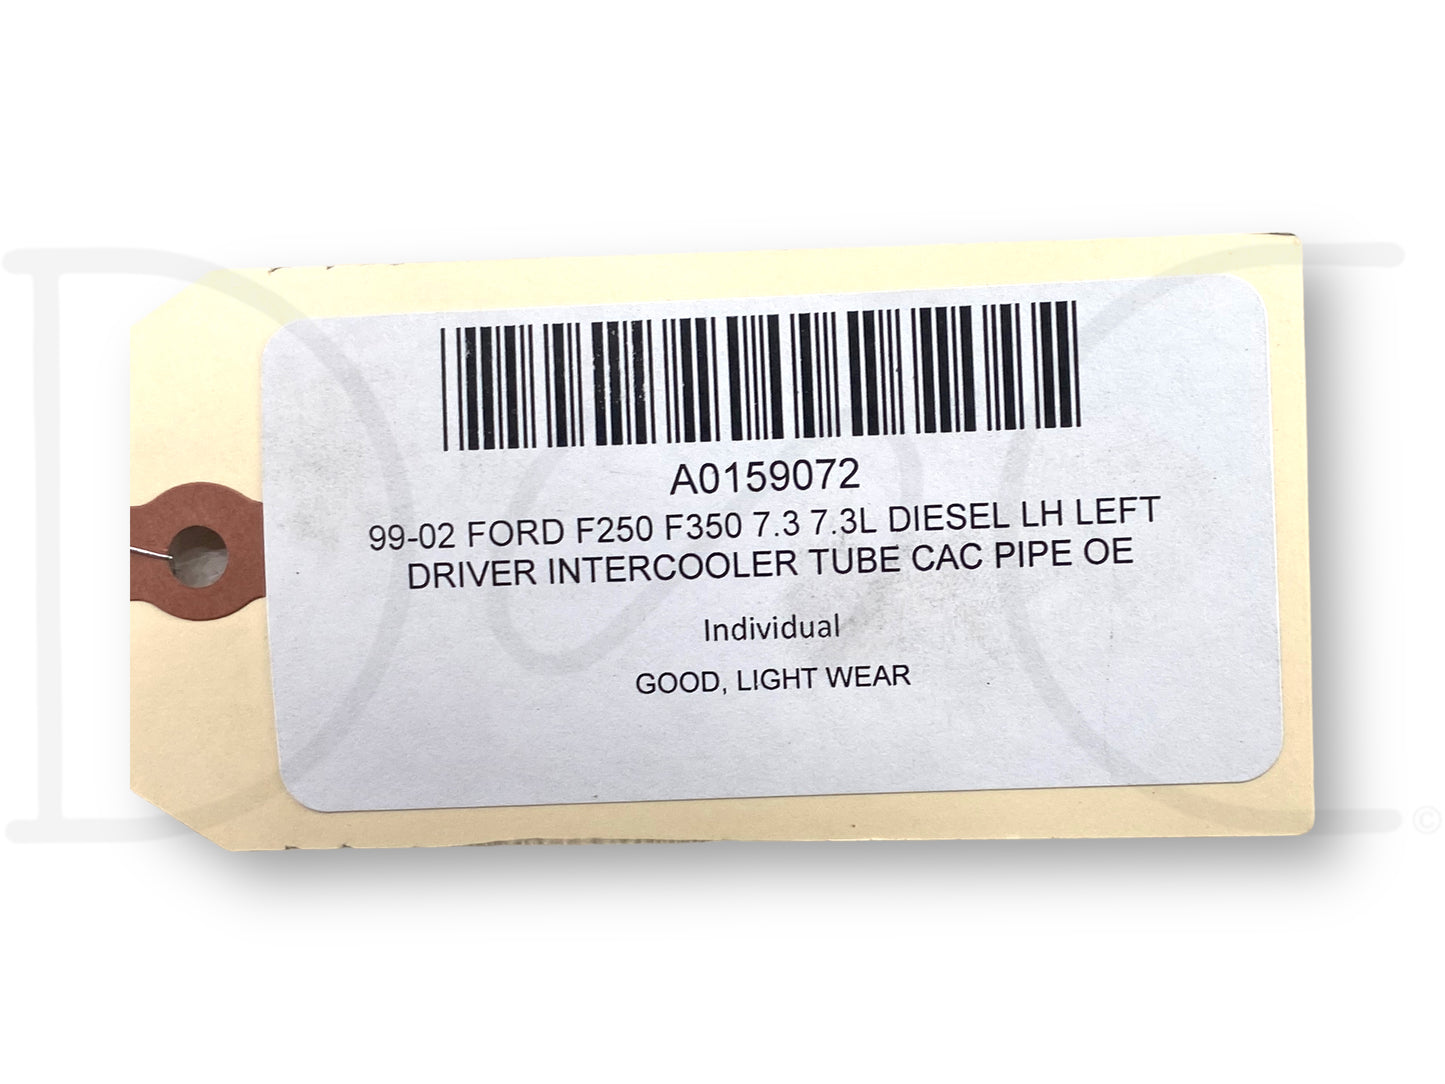 A0159072
99-02 FORD F250 F350 7.3 7.3L DIESEL LH LEFT
DRIVER INTERCOOLER TUBE CAC PIPE OE
Individual
GOOD, LIGHT WEAR
D C
©